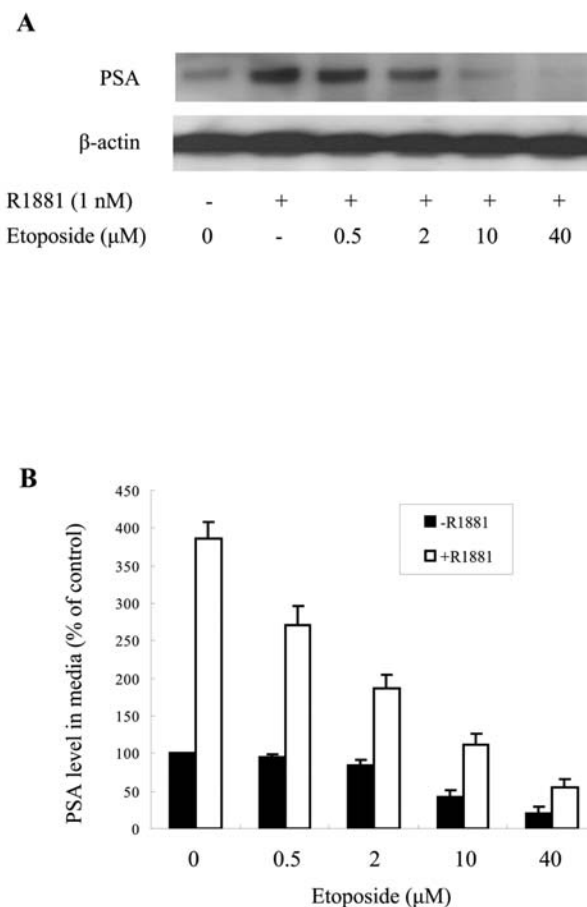 A
PSA
β-actin
R1881 (1 nM) - + + + + +
Etoposide (μM) 0 - 0.5 2 10 40
B
PSA level in media (% of control)
450
400
350
300
250
200
150
100
50
0
-R1881
+R1881
0 0.5 2 10 40
Etoposide (μM)